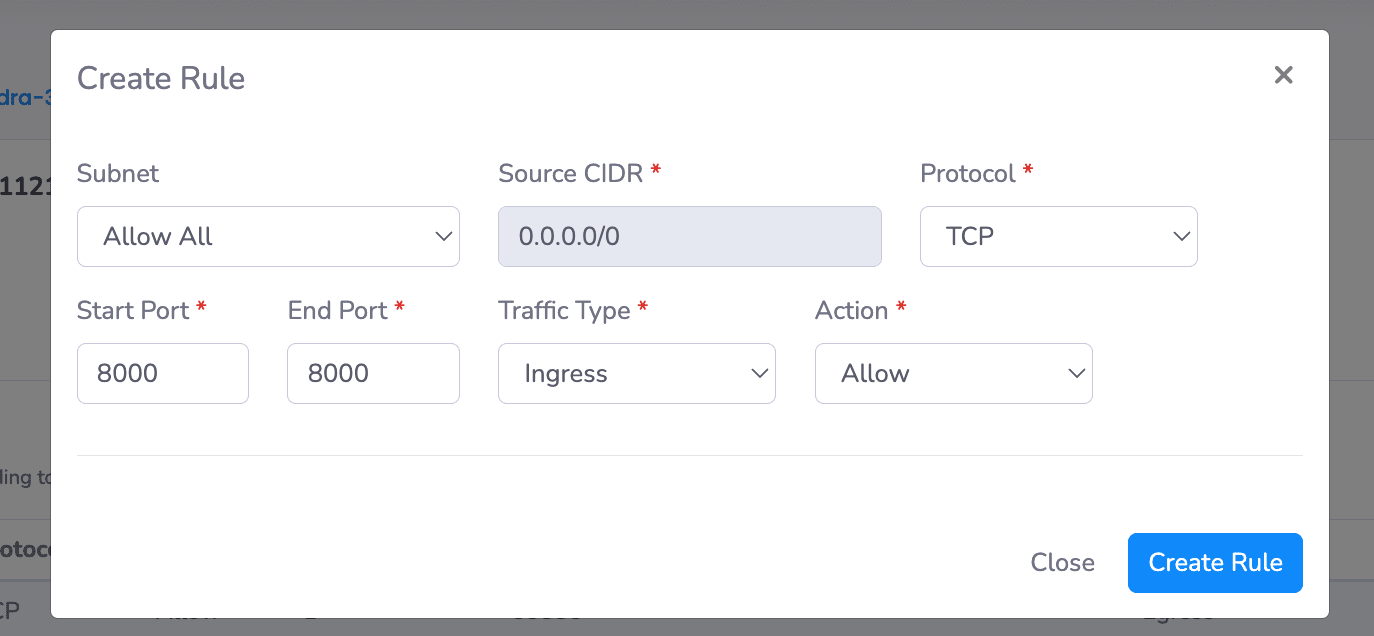 Create Rule
Subnet
Source CIDR *
Protocol *
Allow All
0.0.0.0/0
TCP
Start Port *
End Port *
Traffic Type *
Action *
8000
8000
Ingress
Allow
Close
Create Rule